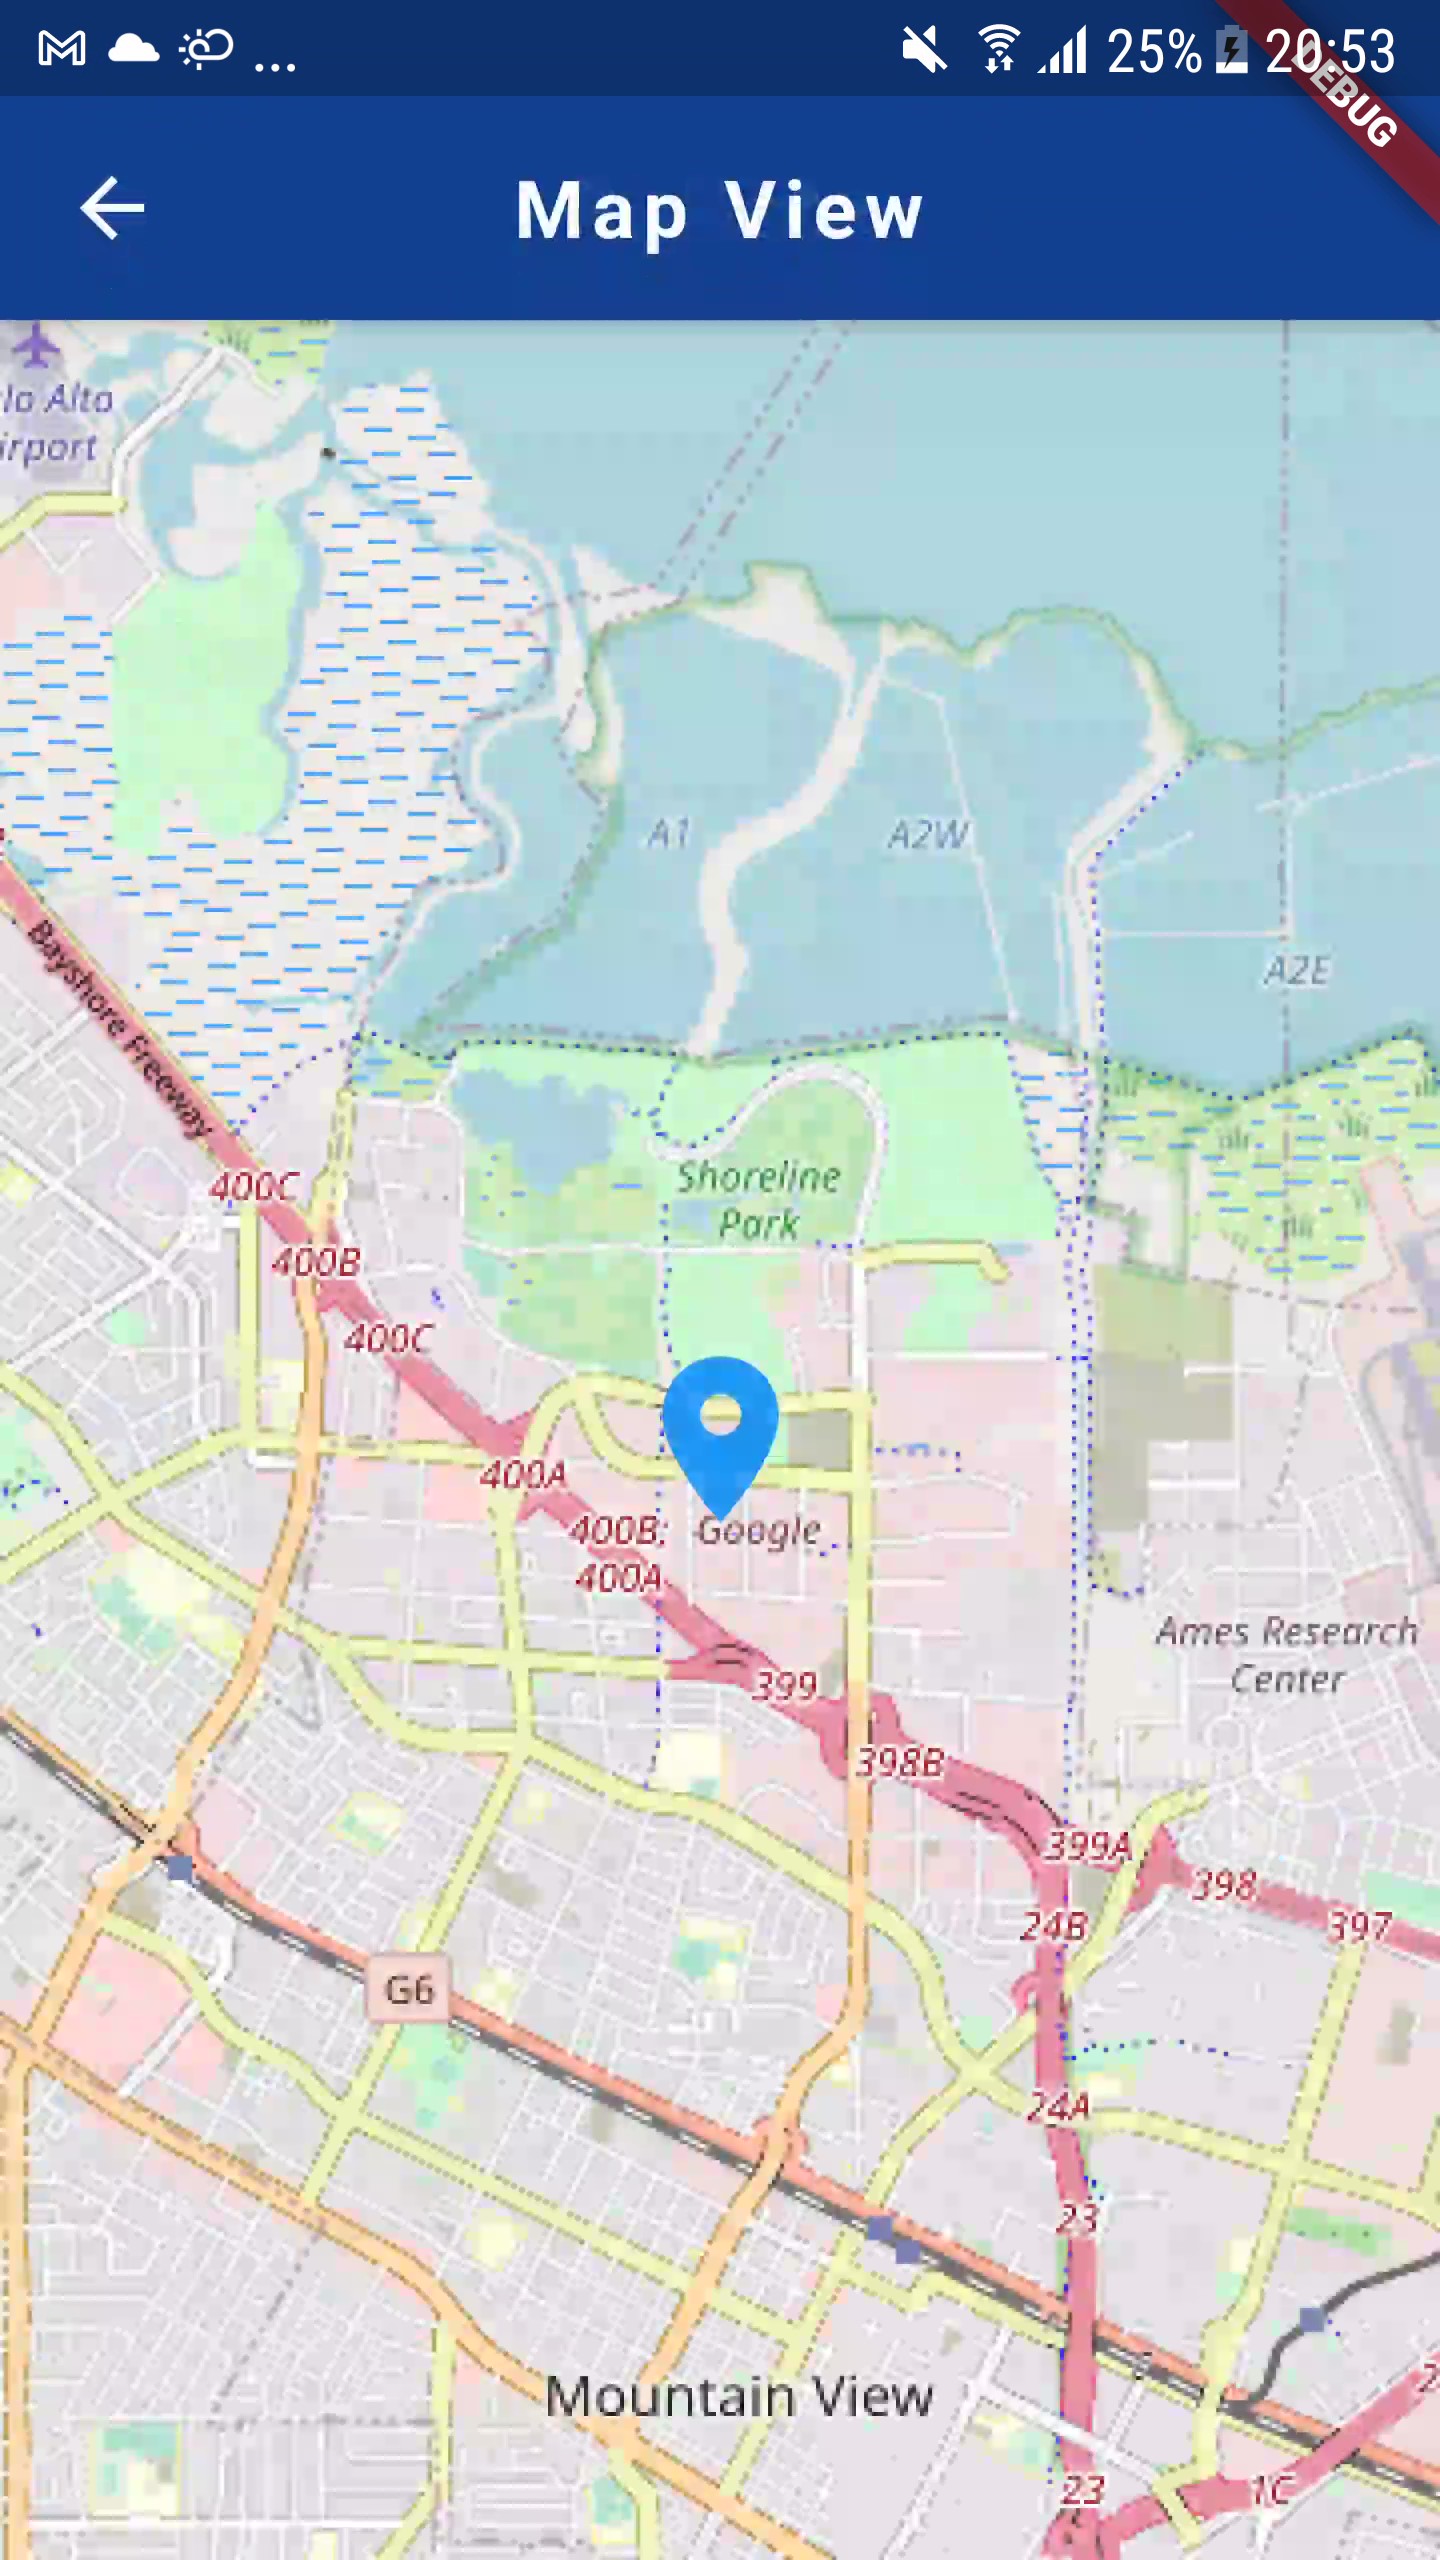 25% 20:53
DEBUG
Map View
lo Alto
irport
A1
A2W
A2E
Bayshore Freeway
Shoreline
Park
400C
400B
400C
400A
400B;
400A
Google
Ames Research
Center
399
398B
399A
398
397
24B
G6
24A
23
Mountain View
23
1C
2